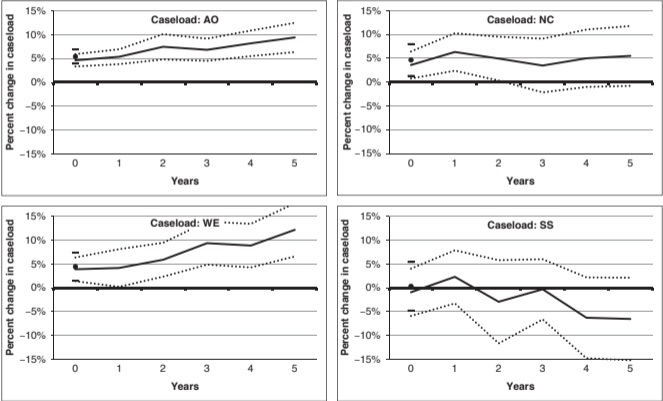 Caseload: AO
Percent change in caseload
15%
10%
5%
0%
−5%
−10%
−15%
0 1 2 3 4 5
Years
Caseload: NC
Percent change in caseload
15%
10%
5%
0%
−5%
−10%
−15%
0 1 2 3 4 5
Years
Caseload: WE
Percent change in caseload
15%
10%
5%
0%
−5%
−10%
−15%
0 1 2 3 4 5
Years
Caseload: SS
Percent change in caseload
15%
10%
5%
0%
−5%
−10%
−15%
0 1 2 3 4 5
Years